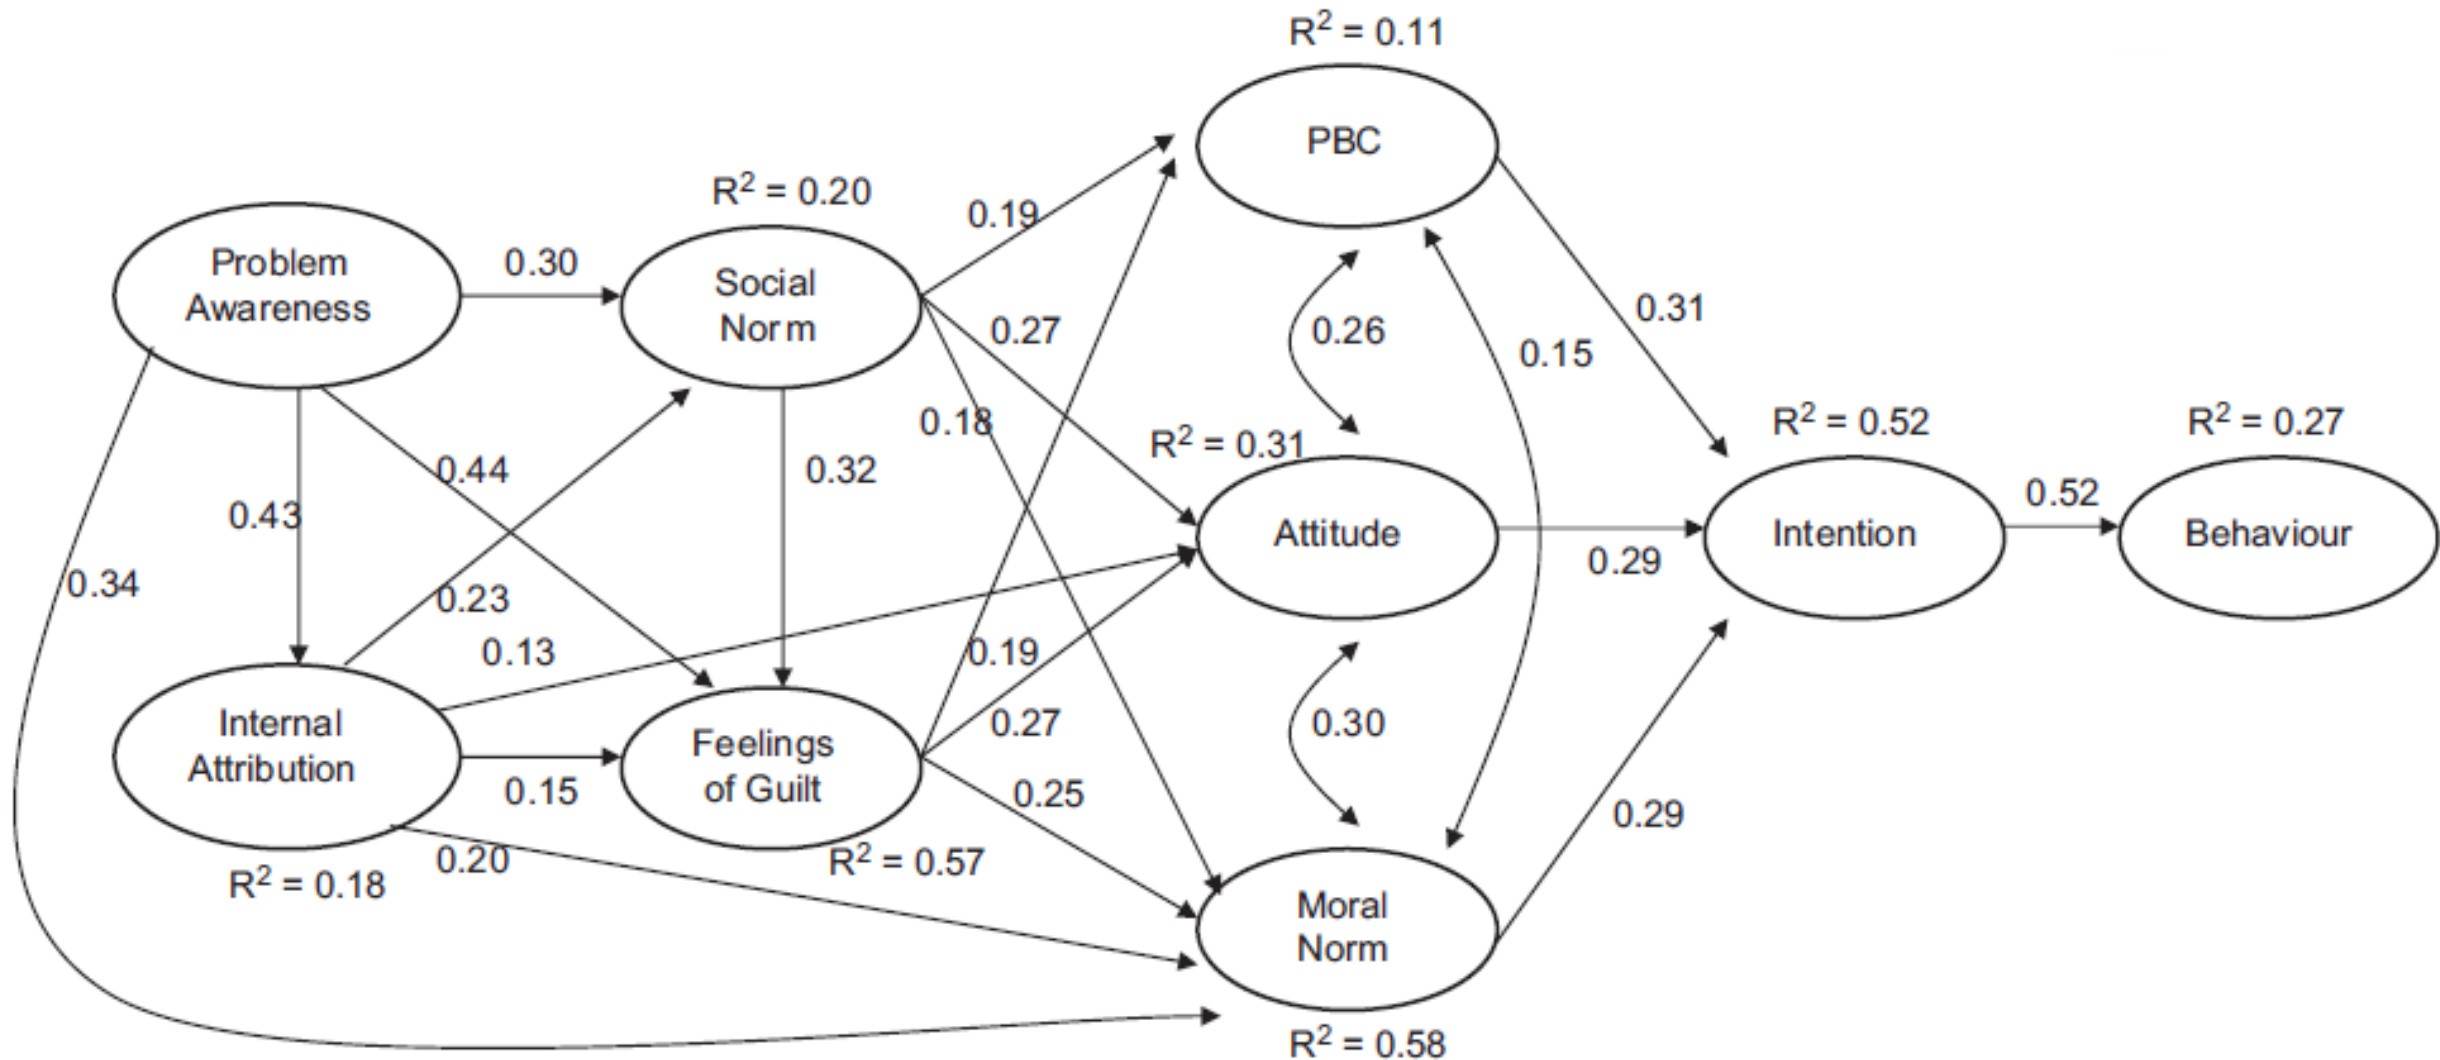 R² = 0.11
PBC
R² = 0.20
0.19
Problem
Awareness
0.30
Social
Norm
0.27
0.26
0.31
0.15
0.18
R² = 0.31
R² = 0.52
R² = 0.27
0.44
0.32
0.43
0.52
Attitude
Intention
Behaviour
0.29
0.34
0.23
0.13
0.19
Internal
Attribution
Feelings
of Guilt
0.27
0.30
0.15
0.25
0.29
0.20
R² = 0.57
R² = 0.18
Moral
Norm
R² = 0.58